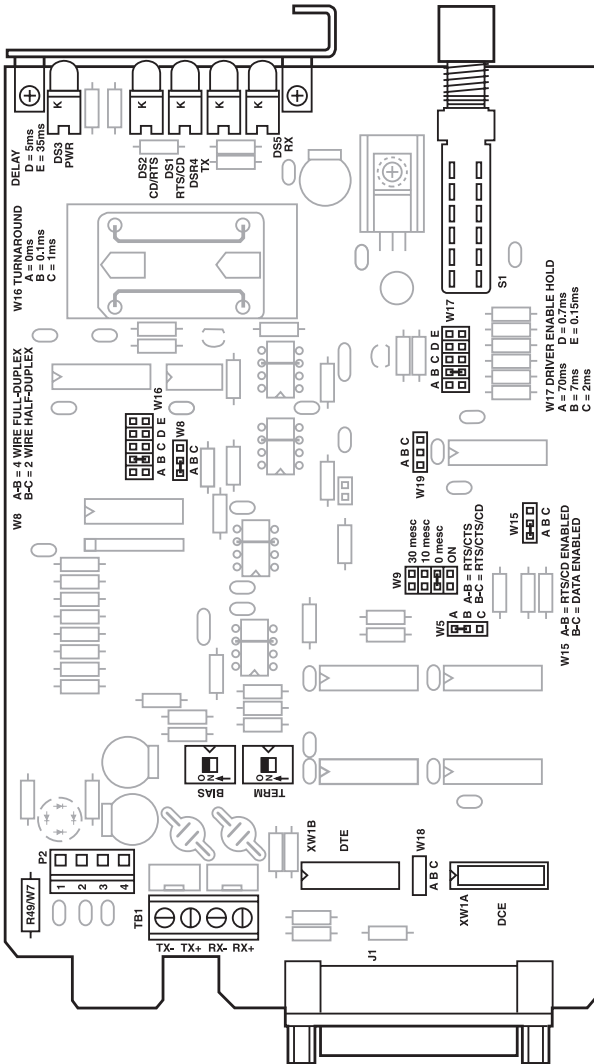 DELAY
D = 5ms
E = 35ms
K
DS3
PWR
K
DS2
CD/RTS
K
DS1
RTS/CD
K
DSR4
TX
K
DS5
RX
W16 TURNAROUND
A = 0ms
B = 0.1ms
C = 1ms
S1
W8
A-B = 4 WIRE FULL-DUPLEX
B-C = 2 WIRE HALF-DUPLEX
W16
A B C D E
W8
A B C
W17
A B C D E
W17 DRIVER ENABLE HOLD
A = 70ms
B = 7ms
C = 2ms
D = 0.7ms
E = 0.15ms
W19
A B C
W15
A B C
W9
30 mesc
10 mesc
0 mesc
ON
W5
A
B
C
A-B = RTS/CTS
B-C = RTS/CTS/CD
W15
A-B = RTS/CD ENABLED
B-C = DATA ENABLED
ON
BIAS
ON
TERM
R49/W7
P2
1
2
3
4
TB1
TX-
TX+
RX-
RX+
XW1B
DTE
W18
A B C
XW1A
DCE
J1